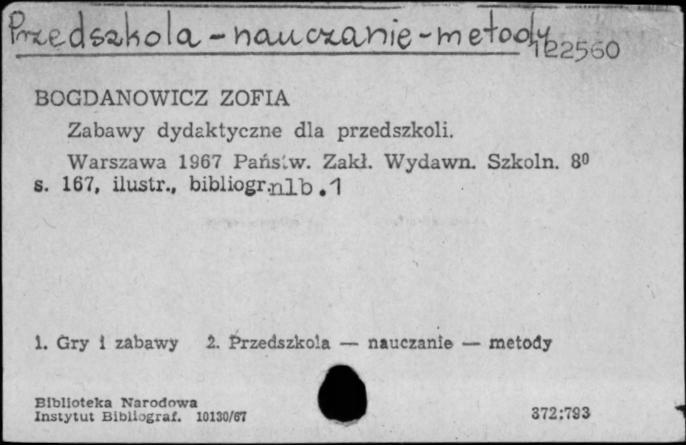 Przedszkola - nauczanie - metody
122560
BOGDANOWICZ ZOFIA
Zabawy dydaktyczne dla przedszkoli.
Warszawa 1967 Państw. Zakł. Wydawn. Szkoln. 8⁰
s. 167, ilustr., bibliogr. nlb. 1
1. Gry i zabawy 2. Przedszkola — nauczanie — metody
Biblioteka Narodowa
Instytut Bibliograf. 10130/67
372:793